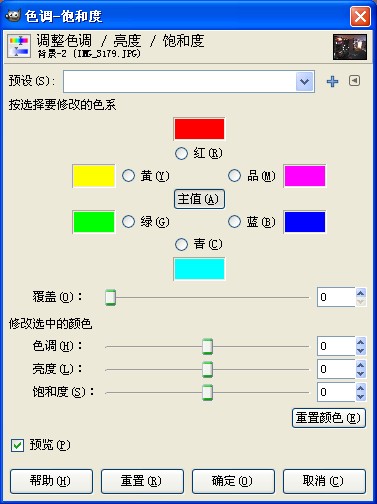 色调-饱和度
调整色调 / 亮度 / 饱和度
背景-2 (IMG_3179.JPG)
预设(S):
按选择要修改的色系
红(R)
黄(Y)
品(M)
主值(A)
绿(G)
蓝(B)
青(C)
覆盖(O): 0
修改选中的颜色
色调(H): 0
亮度(L): 0
饱和度(S): 0
重置颜色(E)
预览(P)
帮助(H) 重置(R) 确定(O) 取消(C)